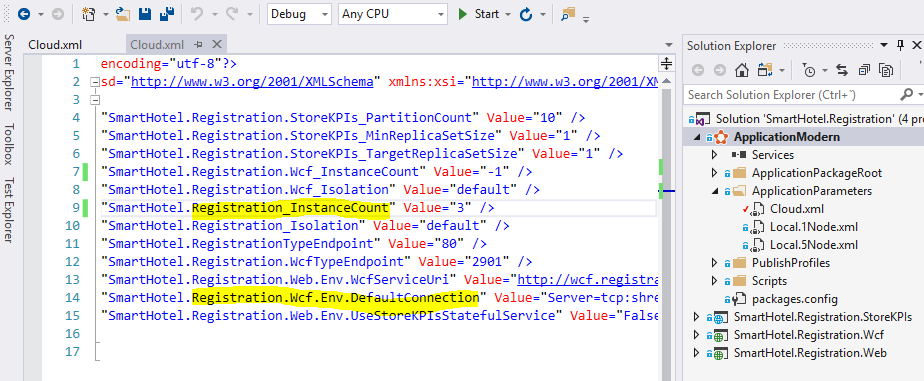 Debug
Any CPU
Start
Server Explorer
Toolbox
Test Explorer
Cloud.xml
Cloud.xml
1 encoding="utf-8"?>
2 sd="http://www.w3.org/2001/XMLSchema" xmlns:xsi="http://www.w3.org/2001/XM
3
4 "SmartHotel.Registration.StoreKPIs_PartitionCount" Value="10" />
5 "SmartHotel.Registration.StoreKPIs_MinReplicaSetSize" Value="1" />
6 "SmartHotel.Registration.StoreKPIs_TargetReplicaSetSize" Value="1" />
7 "SmartHotel.Registration.Wcf_InstanceCount" Value="-1" />
8 "SmartHotel.Registration.Wcf_Isolation" Value="default" />
9 "SmartHotel.Registration_InstanceCount" Value="3" />
10 "SmartHotel.Registration_Isolation" Value="default" />
11 "SmartHotel.RegistrationTypeEndpoint" Value="80" />
12 "SmartHotel.WcfTypeEndpoint" Value="2901" />
13 "SmartHotel.Registration.Web.Env.WcfServiceUri" Value="http://wcf.registra
14 "SmartHotel.Registration.Wcf.Env.DefaultConnection" Value="Server=tcp:shre
15 "SmartHotel.Registration.Web.Env.UseStoreKPIsStatefulService" Value="False
16
17
Solution Explorer
Search Solution Explorer (Ctrl+¨)
Solution 'SmartHotel.Registration' (4 pr
ApplicationModern
Services
ApplicationPackageRoot
ApplicationParameters
Cloud.xml
Local.1Node.xml
Local.5Node.xml
PublishProfiles
Scripts
packages.config
SmartHotel.Registration.StoreKPIs
SmartHotel.Registration.Wcf
SmartHotel.Registration.Web